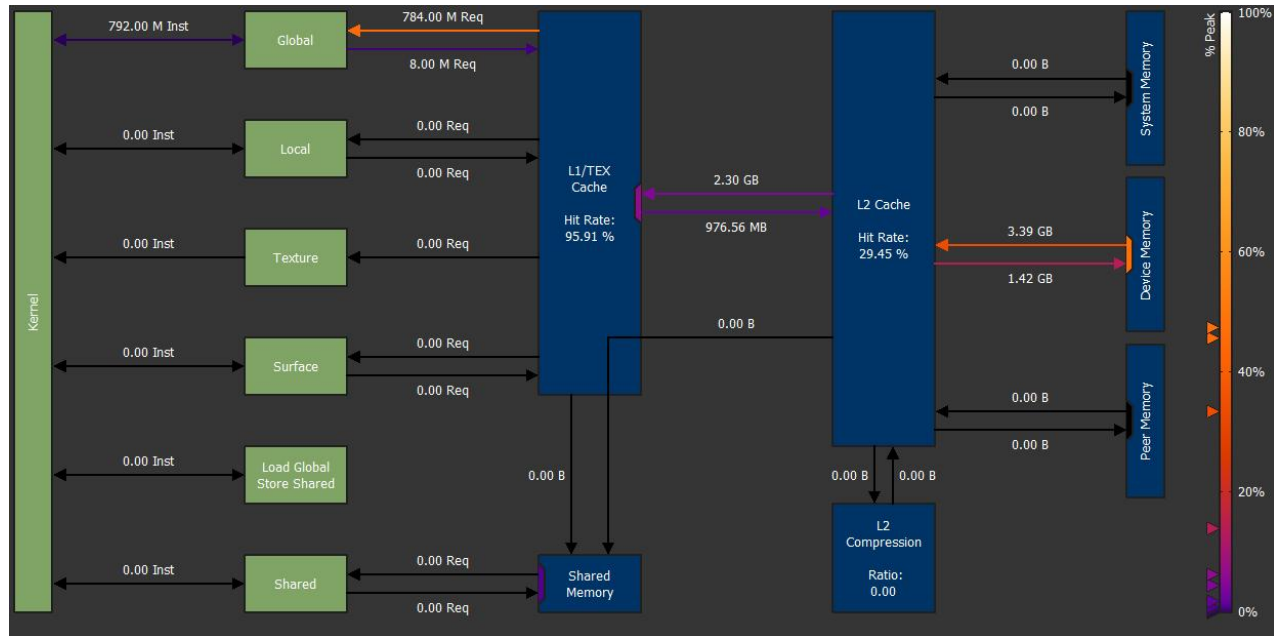 792.00 M Inst
Global
784.00 M Req
8.00 M Req
0.00 Inst
Local
0.00 Req
0.00 Req
0.00 Inst
Texture
0.00 Req
0.00 Inst
Surface
0.00 Req
0.00 Req
0.00 Inst
Load Global
Store Shared
0.00 Inst
Shared
0.00 Req
0.00 Req
Kernel
L1/TEX
Cache
Hit Rate:
95.91 %
0.00 B
Shared
Memory
2.30 GB
976.56 MB
0.00 B
L2 Cache
Hit Rate:
29.45 %
0.00 B
0.00 B
L2
Compression
Ratio:
0.00
0.00 B
0.00 B
System Memory
3.39 GB
1.42 GB
Device Memory
0.00 B
0.00 B
Peer Memory
% Peak
100%
80%
60%
40%
20%
0%